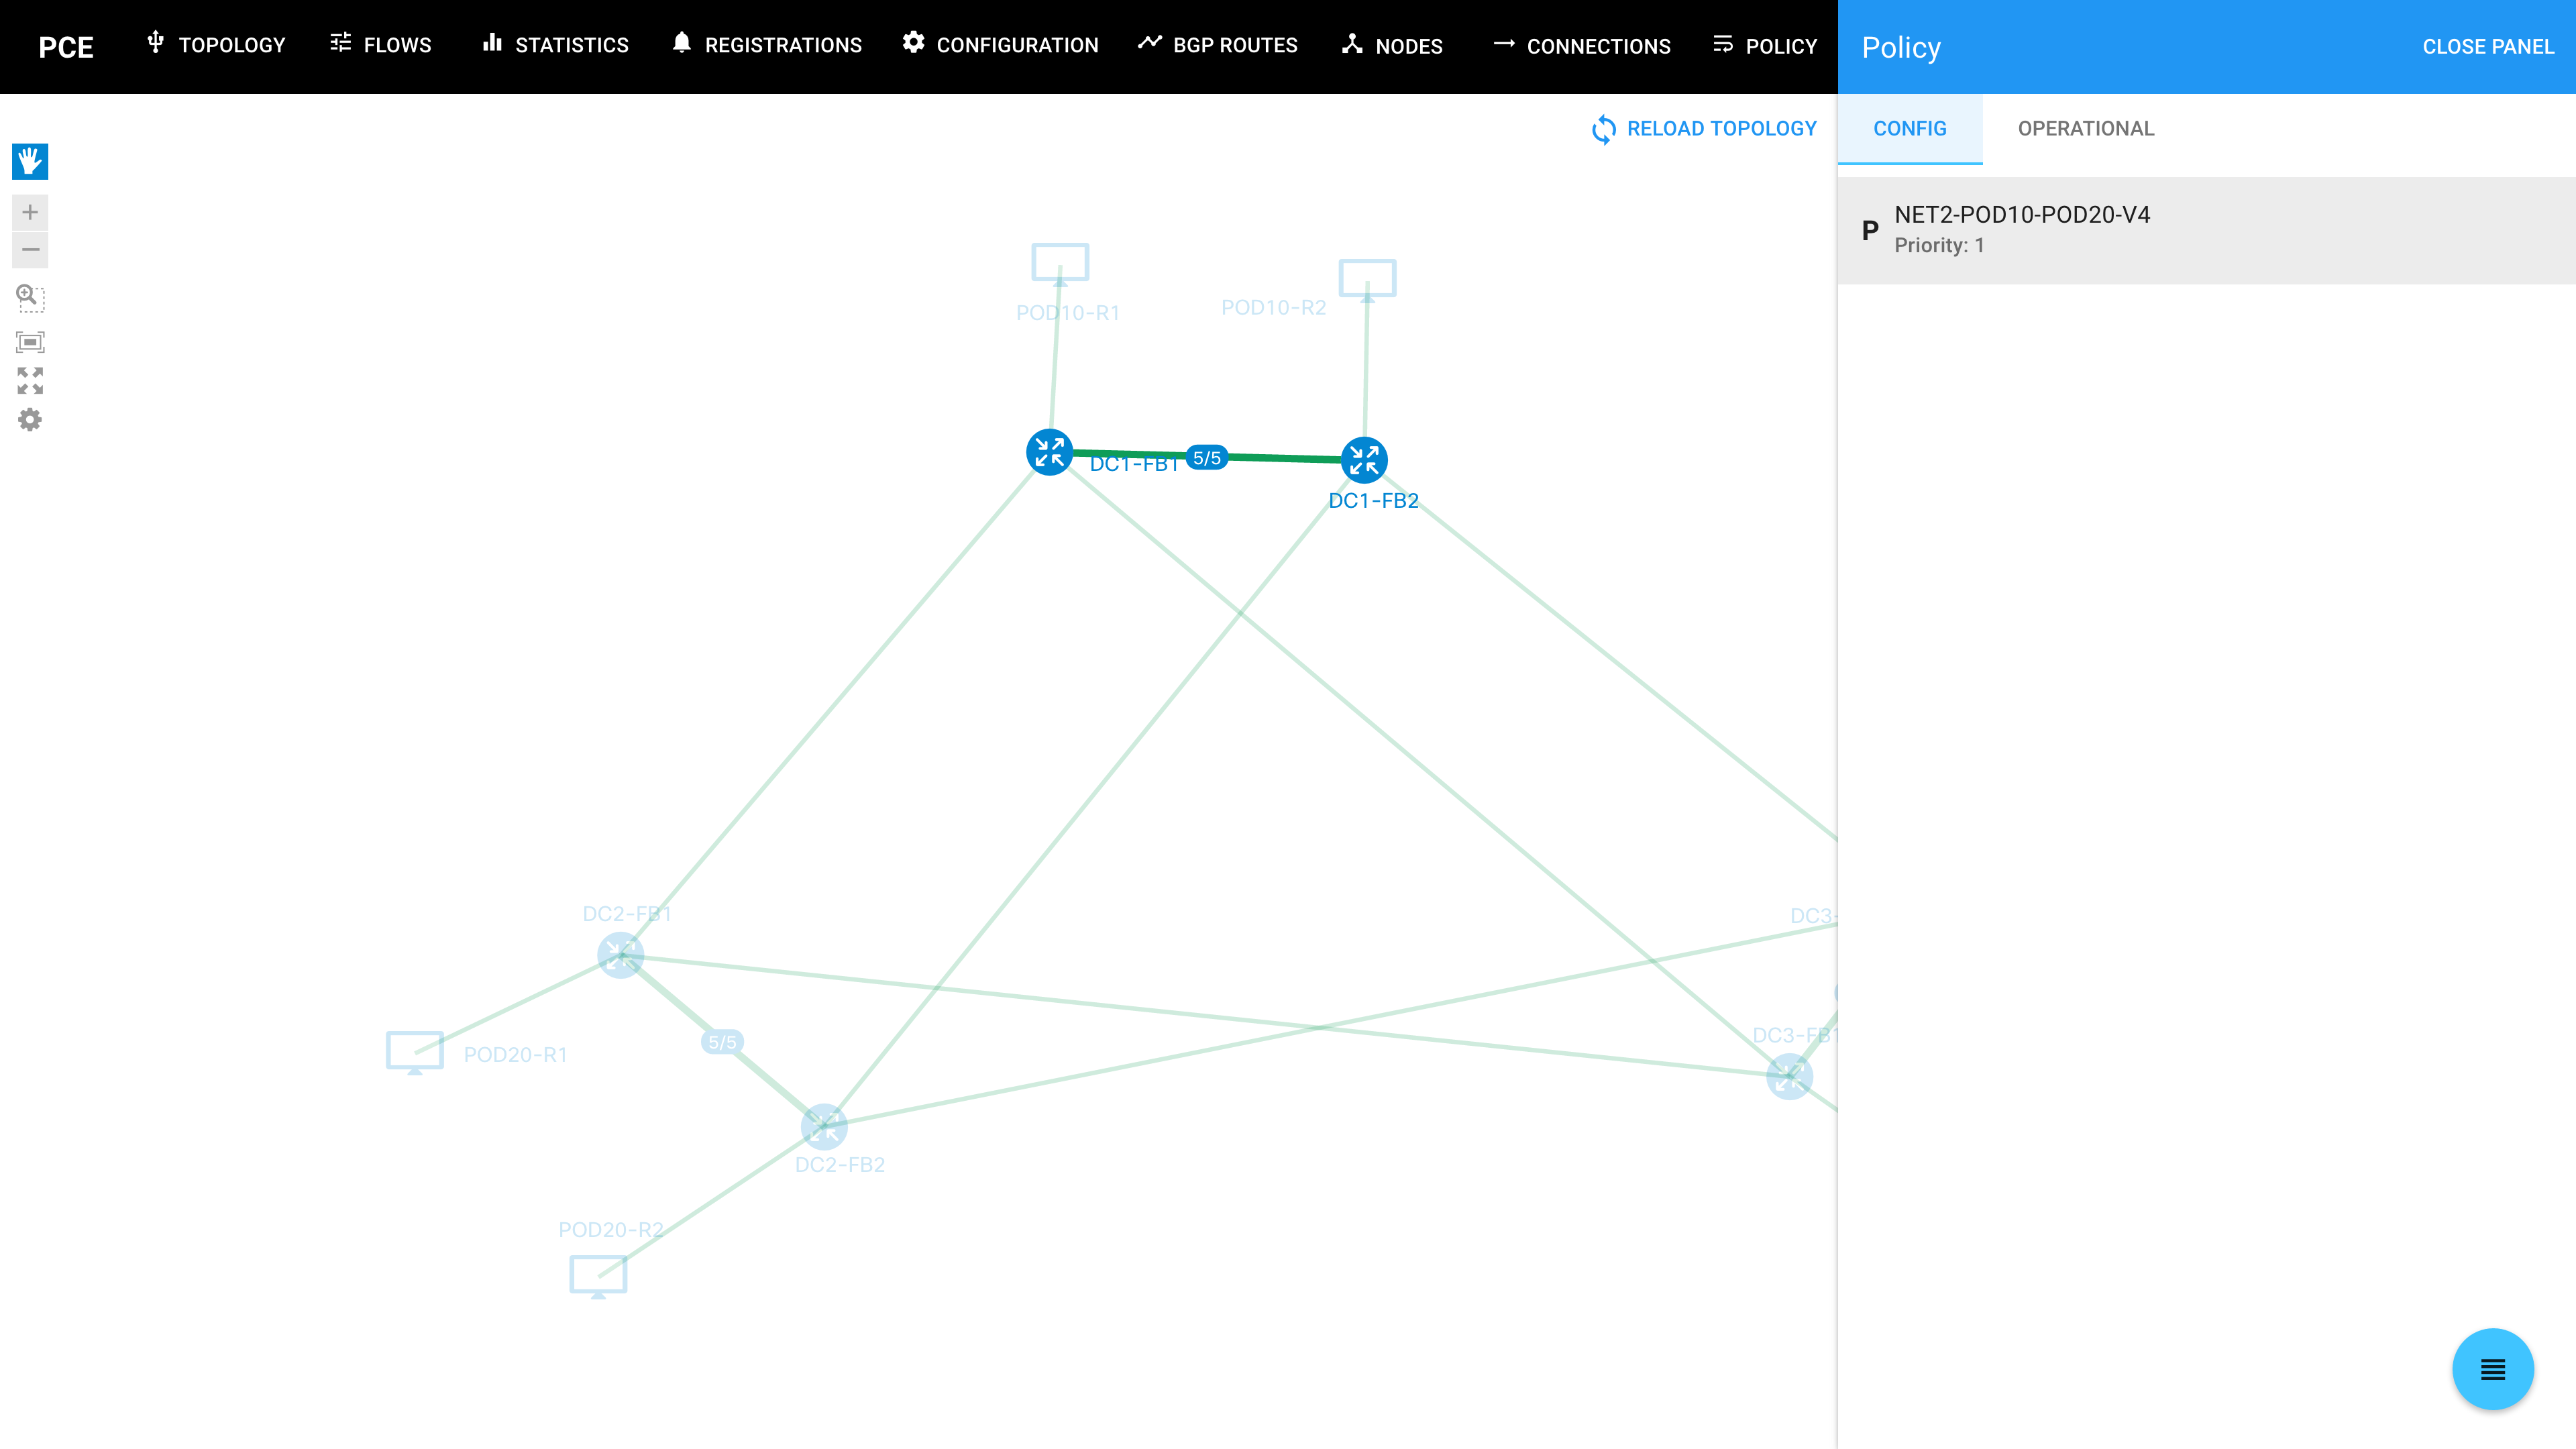 PCE
TOPOLOGY
FLOWS
STATISTICS
REGISTRATIONS
CONFIGURATION
BGP ROUTES
NODES
CONNECTIONS
POLICY
Policy
CLOSE PANEL
RELOAD TOPOLOGY
CONFIG
OPERATIONAL
P
NET2-POD10-POD20-V4
Priority: 1
POD10-R1
POD10-R2
DC1-FB1
5/5
DC1-FB2
DC2-FB1
DC3-
DC3-FB1
5/5
POD20-R1
DC2-FB2
POD20-R2